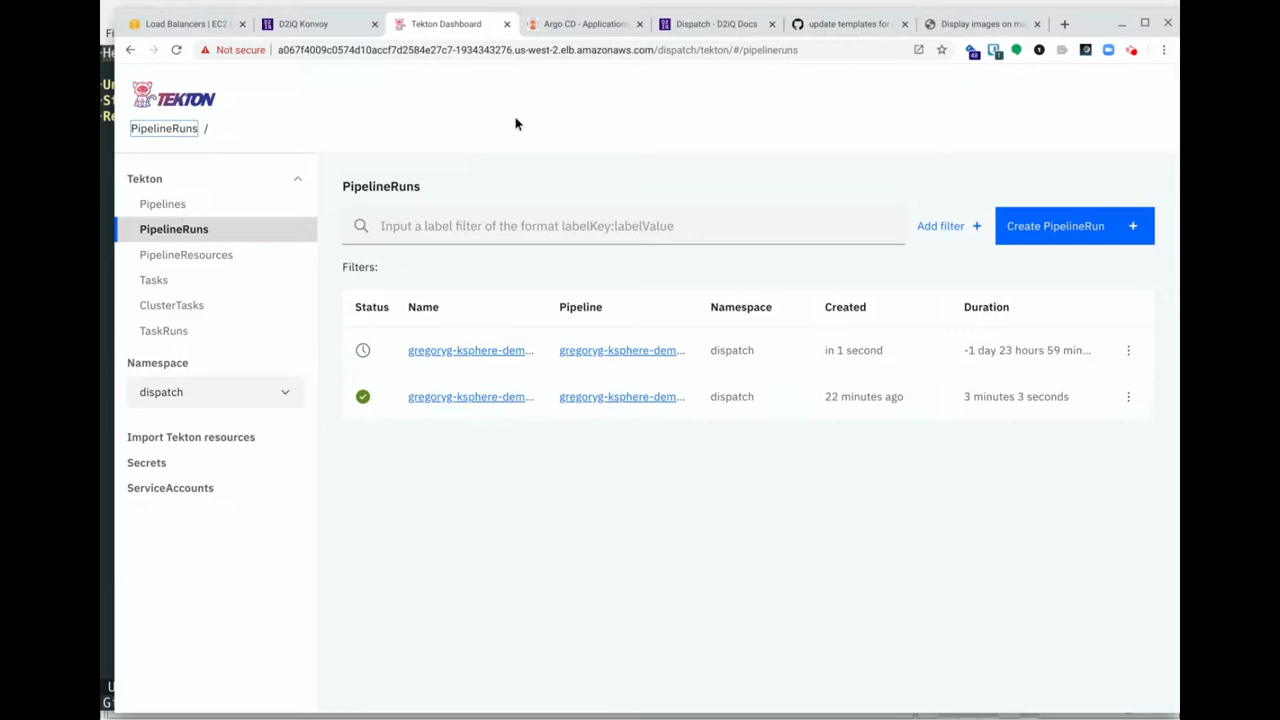 Load Balancers | EC2
D2iQ Konvoy
Tekton Dashboard
Argo CD - Application
Dispatch - D2iQ Docs
update templates for
Display images on m
Not secure
a067f4009c0574d10accf7d2584e27c7-1934343276.us-west-2.elb.amazonaws.com/dispatch/tekton/#/pipelineruns
TEKTON
PipelineRuns /
Tekton
Pipelines
PipelineRuns
PipelineResources
Tasks
ClusterTasks
TaskRuns
Namespace
dispatch
Import Tekton resources
Secrets
ServiceAccounts
PipelineRuns
Input a label filter of the format labelKey:labelValue
Add filter +
Create PipelineRun +
Filters:
Status Name Pipeline Namespace Created Duration
gregoryg-ksphere-dem... gregoryg-ksphere-dem... dispatch in 1 second -1 day 23 hours 59 min...
gregoryg-ksphere-dem... gregoryg-ksphere-dem... dispatch 22 minutes ago 3 minutes 3 seconds